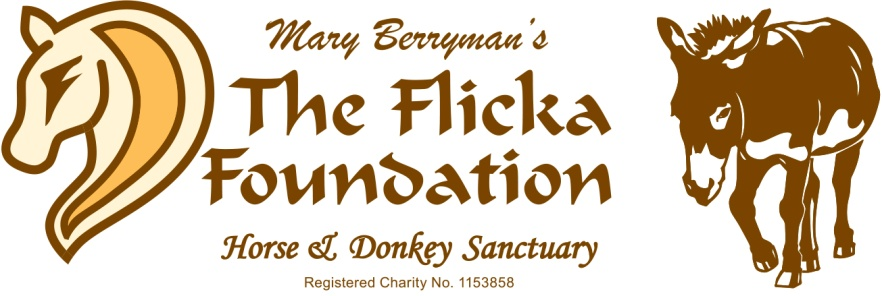 Mary Berryman's
The Flicka
Foundation
Horse & Donkey Sanctuary
Registered Charity No. 1153858